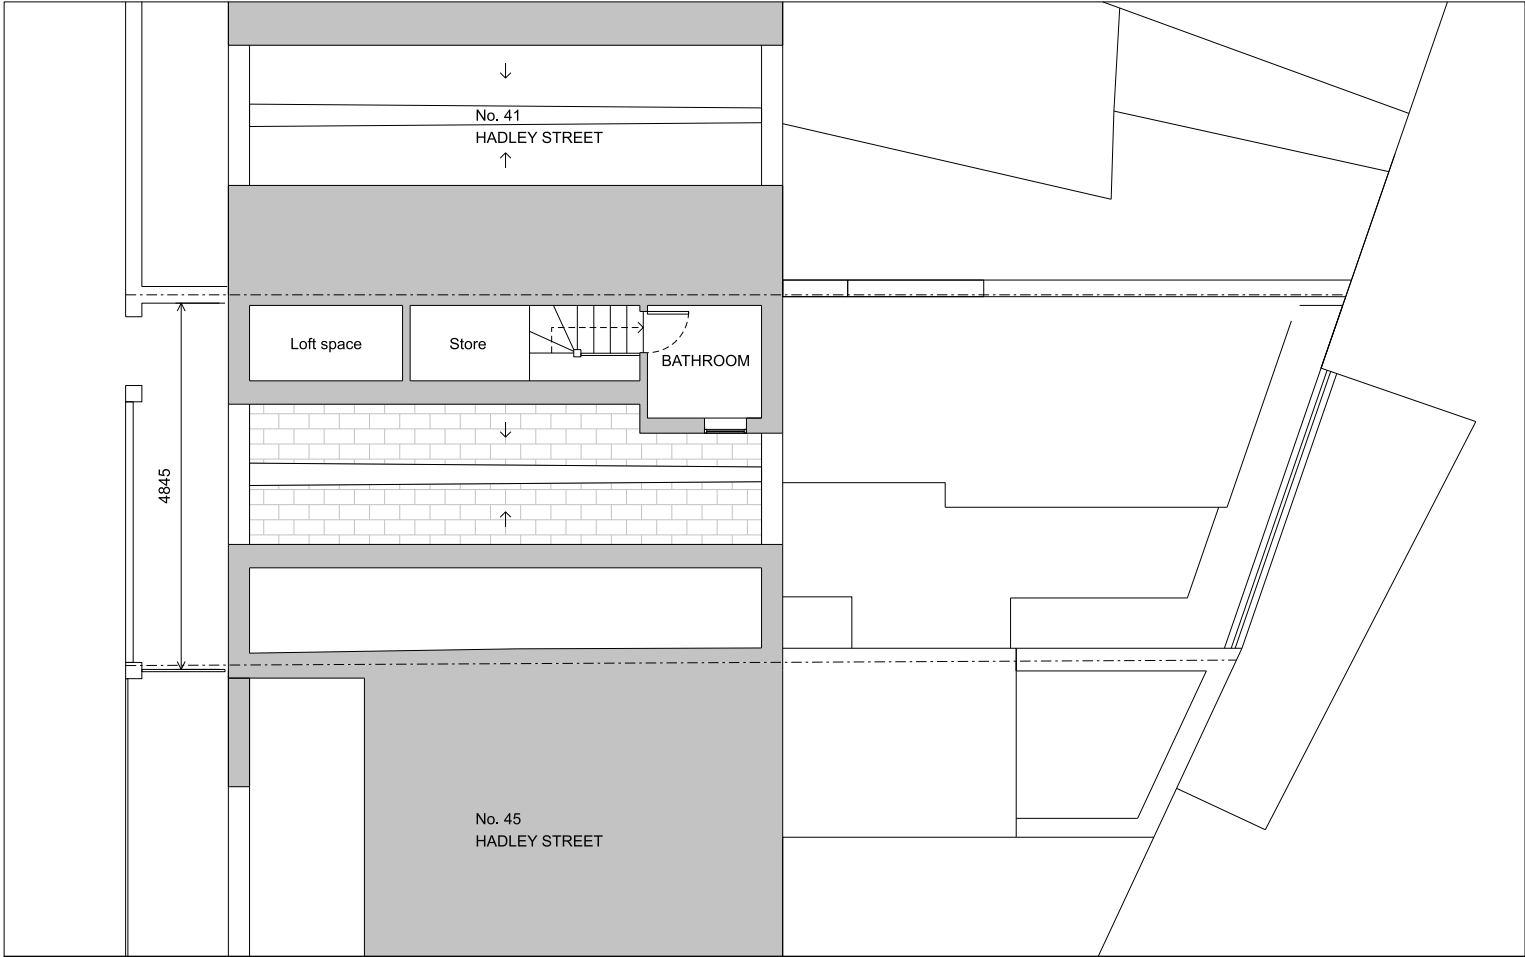 No. 41
HADLEY STREET
Loft space
Store
BATHROOM
4845
No. 45
HADLEY STREET